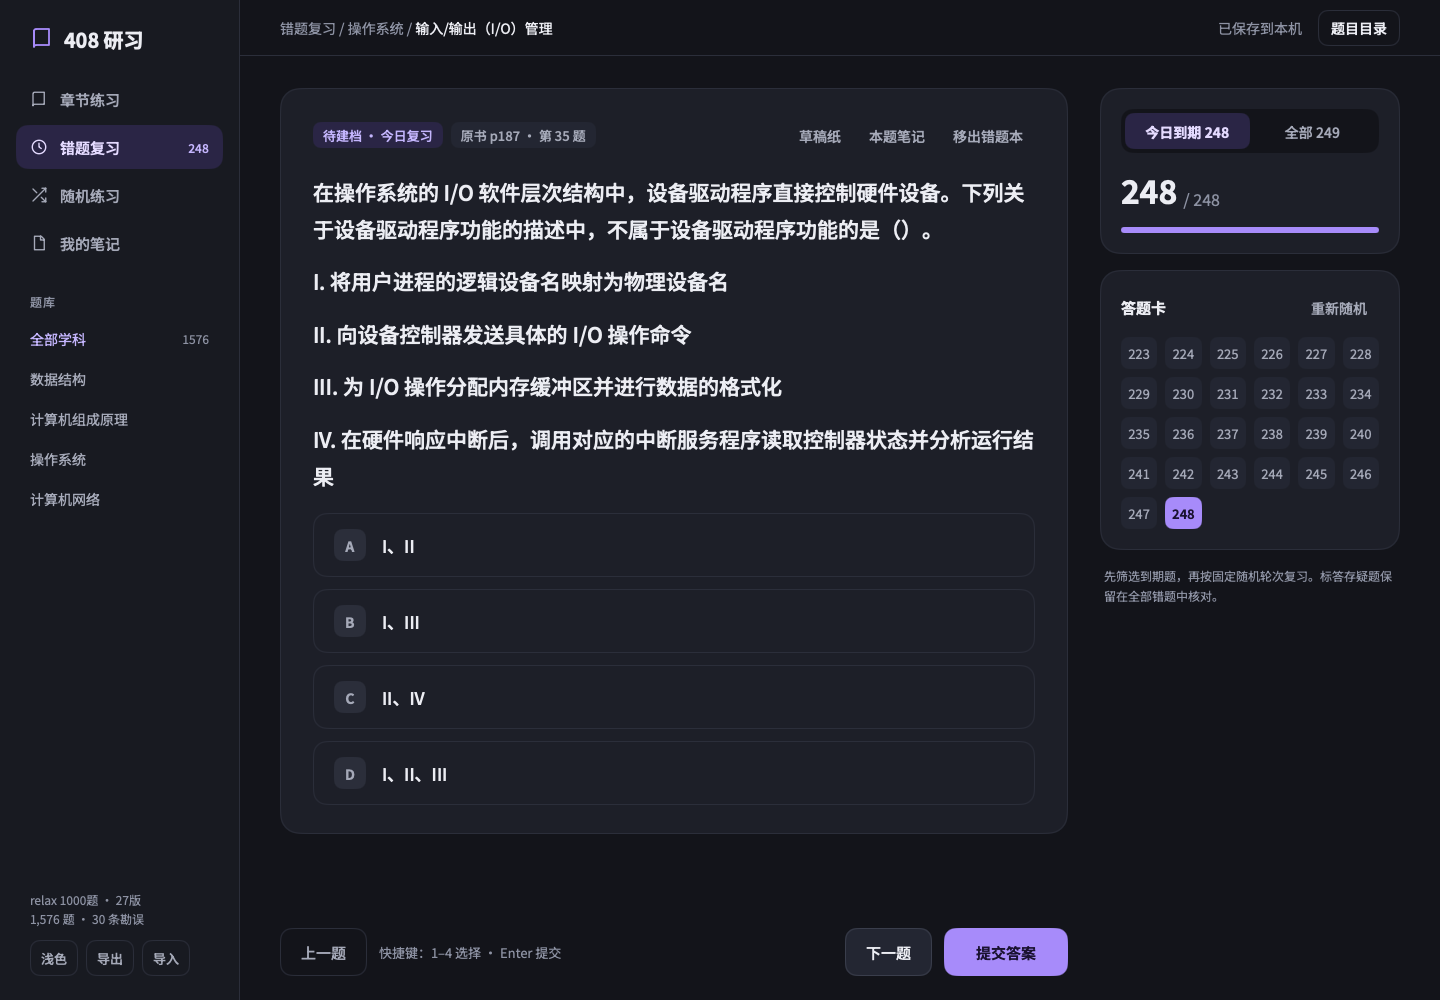 408 研习
章节练习
错题复习 248
随机练习
我的笔记
题库
全部学科 1576
数据结构
计算机组成原理
操作系统
计算机网络
relax 1000题 · 27版
1,576 题 · 30 条勘误
浅色 导出 导入
错题复习 / 操作系统 / 输入/输出（I/O）管理
已保存到本机 题目目录
待建档 · 今日复习 原书 p187 · 第 35 题 草稿纸 本题笔记 移出错题本
在操作系统的 I/O 软件层次结构中，设备驱动程序直接控制硬件设备。下列关
于设备驱动程序功能的描述中，不属于设备驱动程序功能的是（）。
I. 将用户进程的逻辑设备名映射为物理设备名
II. 向设备控制器发送具体的 I/O 操作命令
III. 为 I/O 操作分配内存缓冲区并进行数据的格式化
IV. 在硬件响应中断后，调用对应的中断服务程序读取控制器状态并分析运行结
果
A I、II
B I、III
C II、IV
D I、II、III
上一题 快捷键：1–4 选择 · Enter 提交 下一题 提交答案
今日到期 248 全部 249
248 / 248
答题卡 重新随机
223 224 225 226 227 228
229 230 231 232 233 234
235 236 237 238 239 240
241 242 243 244 245 246
247 248
先筛选到期题，再按固定随机轮次复习。标答存疑题保
留在全部错题中核对。